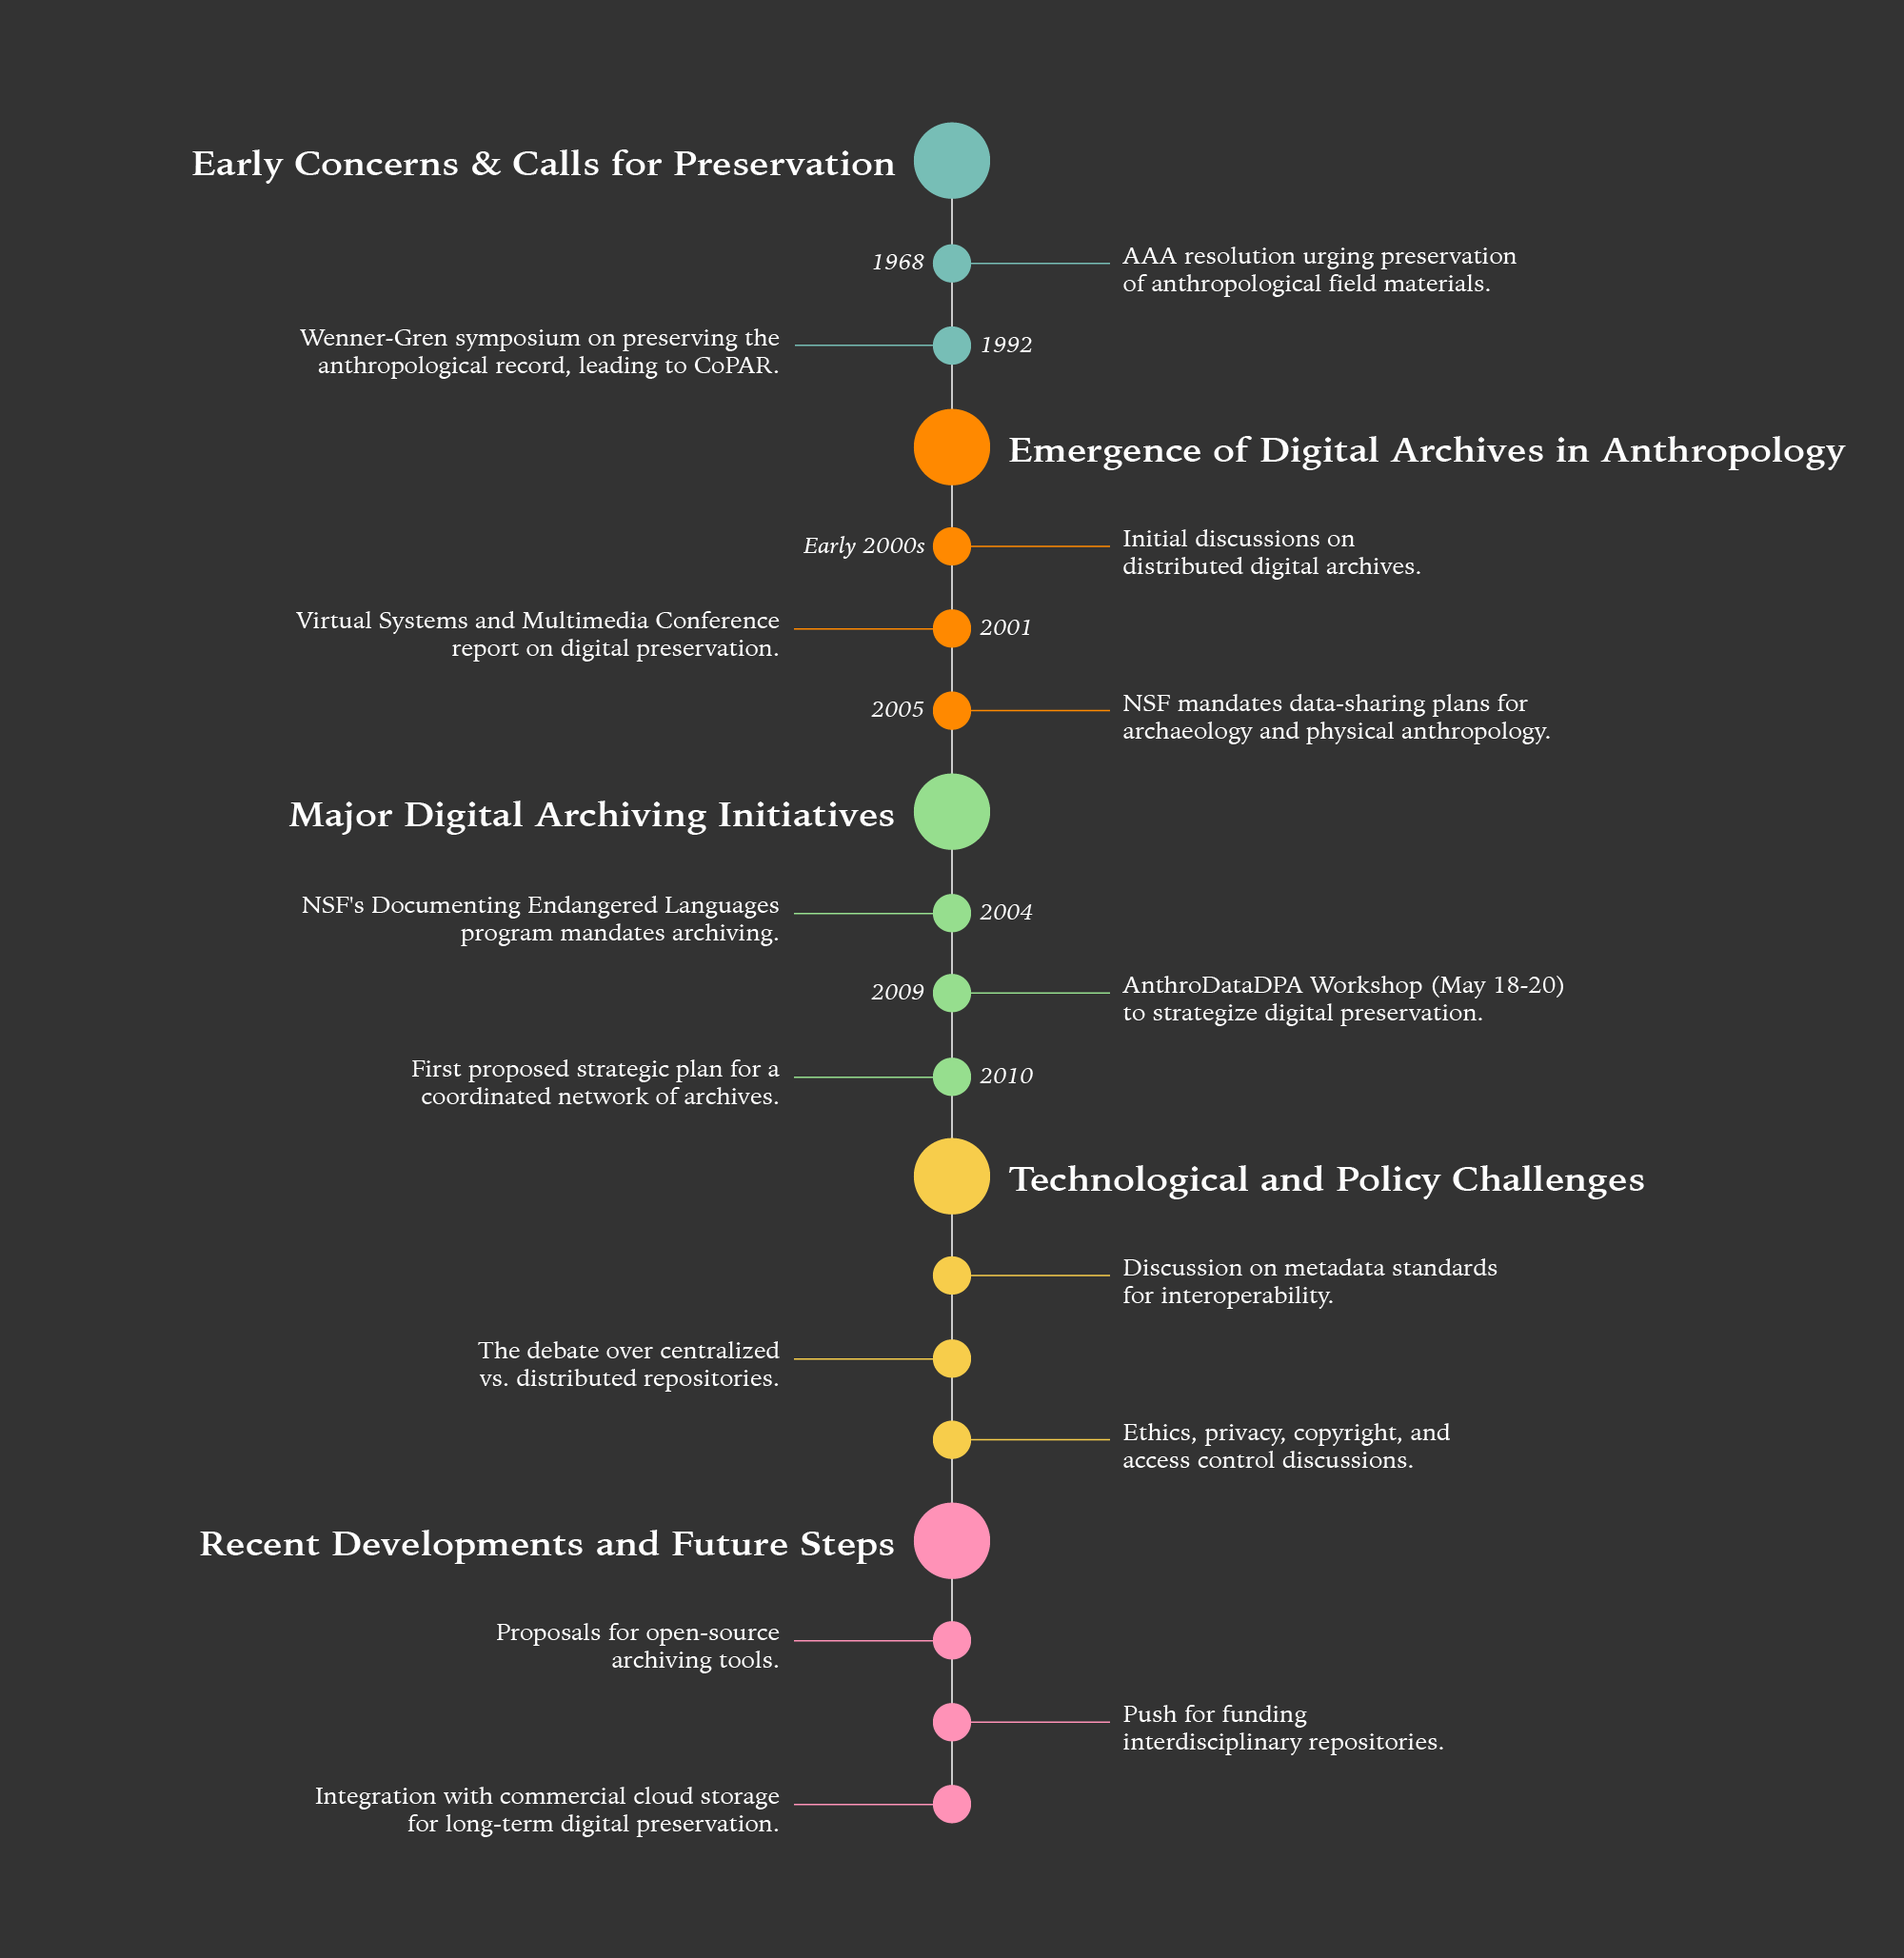 Early Concerns & Calls for Preservation
1968
AAA resolution urging preservation
of anthropological field materials.
Wenner-Gren symposium on preserving the
anthropological record, leading to CoPAR.
1992
Emergence of Digital Archives in Anthropology
Early 2000s
Initial discussions on
distributed digital archives.
Virtual Systems and Multimedia Conference
report on digital preservation.
2001
2005
NSF mandates data-sharing plans for
archaeology and physical anthropology.
Major Digital Archiving Initiatives
NSF's Documenting Endangered Languages
program mandates archiving.
2004
2009
AnthroDataDPA Workshop (May 18-20)
to strategize digital preservation.
First proposed strategic plan for a
coordinated network of archives.
2010
Technological and Policy Challenges
Discussion on metadata standards
for interoperability.
The debate over centralized
vs. distributed repositories.
Ethics, privacy, copyright, and
access control discussions.
Recent Developments and Future Steps
Proposals for open-source
archiving tools.
Push for funding
interdisciplinary repositories.
Integration with commercial cloud storage
for long-term digital preservation.